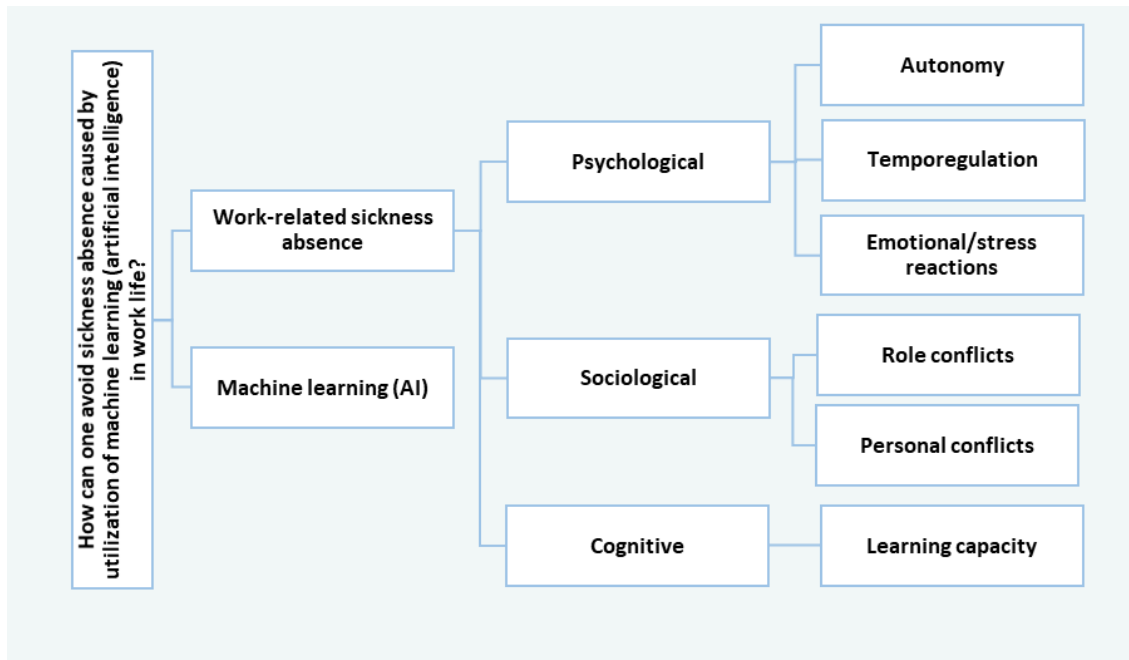 How can one avoid sickness absence caused by
utilization of machine learning (artificial intelligence)
in work life?
Work-related sickness
absence
Machine learning (AI)
Psychological
Sociological
Cognitive
Autonomy
Temporegulation
Emotional/stress
reactions
Role conflicts
Personal conflicts
Learning capacity